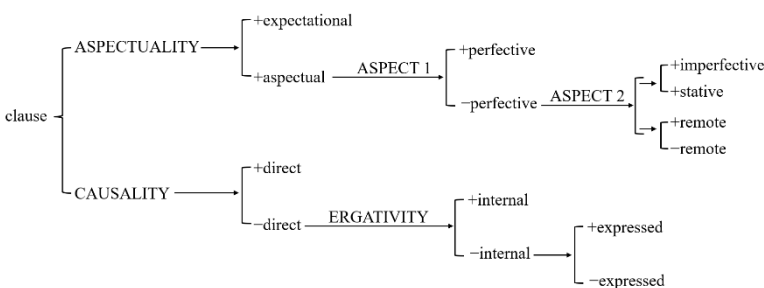 +expectational
ASPECTUALITY
+perfective
ASPECT 1
+imperfective
+aspectual
+stative
−perfective
ASPECT 2
clause
+remote
−remote
+direct
CAUSALITY
+internal
−direct
ERGATIVITY
+expressed
−internal
−expressed